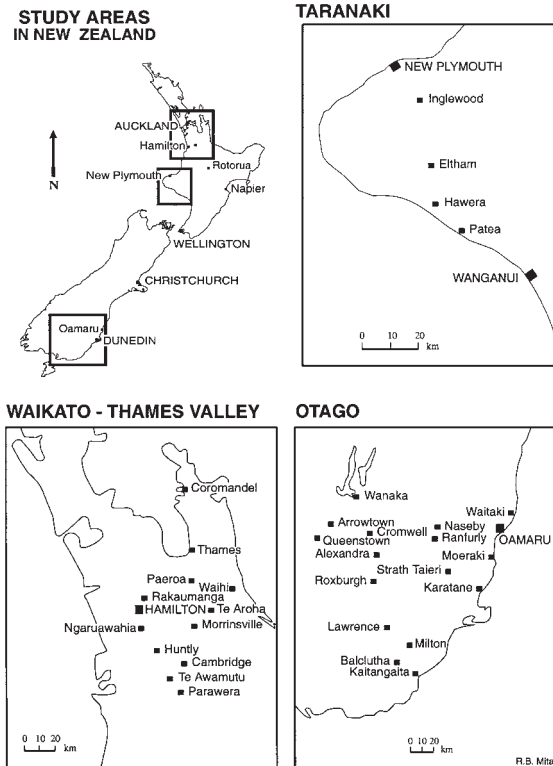 STUDY AREAS
IN NEW ZEALAND
AUCKLAND
Hamilton
Rotorua
New Plymouth
Napier
N
WELLINGTON
CHRISTCHURCH
Oamaru
DUNEDIN
TARANAKI
NEW PLYMOUTH
Inglewood
Eltham
Hawera
Patea
WANGANUI
0 10 20
km
WAIKATO - THAMES VALLEY
Coromandel
Thames
Paeroa
Waihi
Rakaumanga
HAMILTON
Te Aroha
Ngaruawahia
Morrinsville
Huntly
Cambridge
Te Awamutu
Parawera
0 10 20
km
OTAGO
Wanaka
Waitaki
Arrowtown
Naseby
Cromwell
OAMARU
Queenstown
Ranfurly
Alexandra
Moeraki
Strath Taieri
Roxburgh
Karatane
Lawrence
Milton
Balclutha
Kaitangaita
0 10 20
km
R.B. Mita